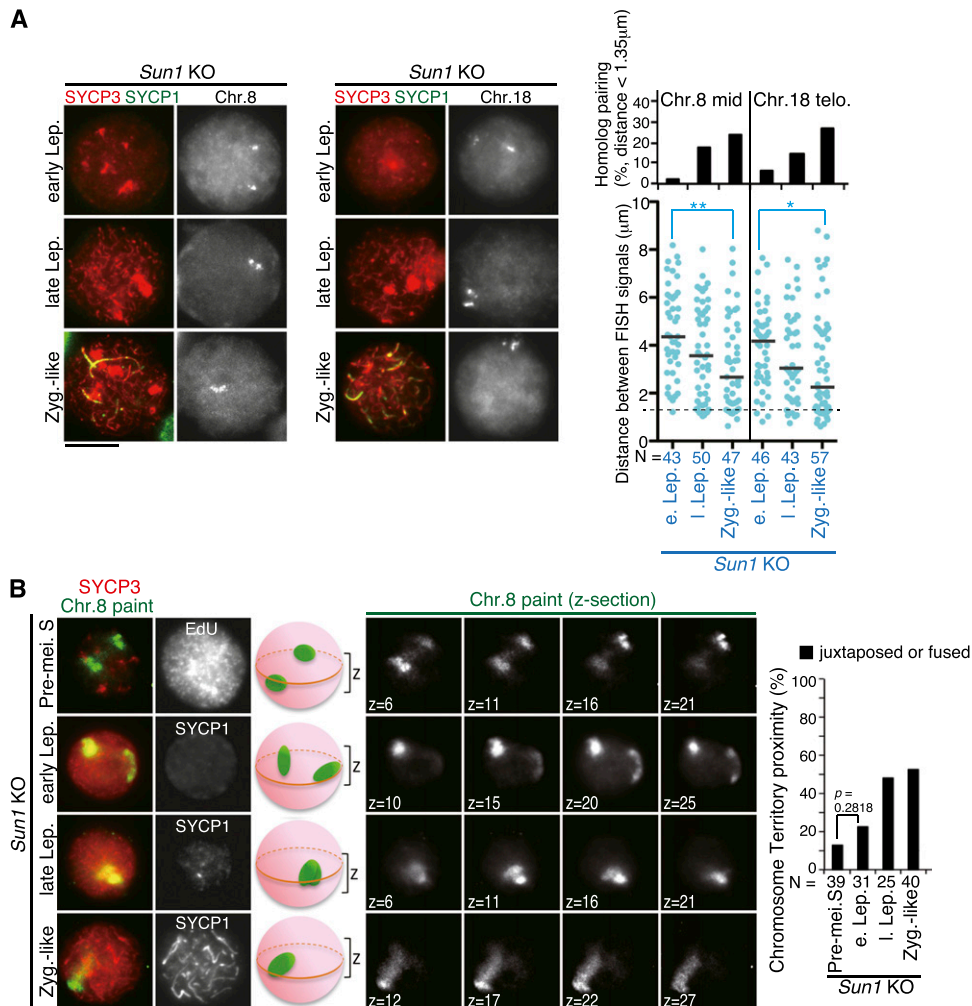 A
Sun1 KO
SYCP3 SYCP1 Chr.8
early Lep.
late Lep.
Zyg.-like
Sun1 KO
SYCP3 SYCP1 Chr.18
early Lep.
late Lep.
Zyg.-like
Homolog pairing
(%, distance < 1.35μm)
Chr.8 mid Chr.18 telo.
40
30
20
10
0
Distance between FISH signals (μm)
10
8
6
4
2
0
** *
N = 43 50 47 46 43 57
e. Lep. l .Lep. Zyg.-like e. Lep. l .Lep. Zyg.-like
Sun1 KO
B
SYCP3
Chr.8 paint
Chr.8 paint (z-section)
Sun1 KO
Pre-mei. S
EdU
z
z=6 z=11 z=16 z=21
early Lep.
SYCP1
z
z=10 z=15 z=20 z=25
late Lep.
SYCP1
z
z=6 z=11 z=16 z=21
Zyg.-like
SYCP1
z
z=12 z=17 z=22 z=27
juxtaposed or fused
Chromosome Territory proximity (%)
100
80
60
40
20
0
p =
0.2818
N = 39 31 25 40
Pre-mei.S e. Lep. l. Lep. Zyg.-like
Sun1 KO